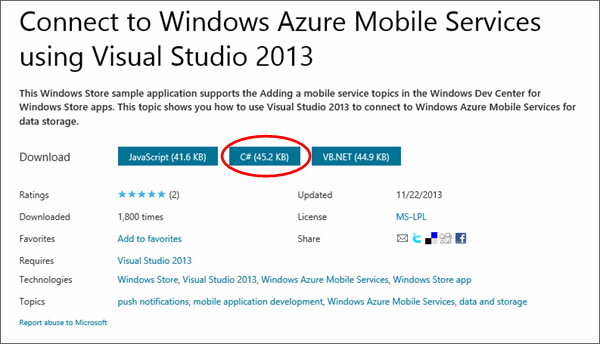 Connect to Windows Azure Mobile Services
using Visual Studio 2013
This Windows Store sample application supports the Adding a mobile service topics in the Windows Dev Center for
Windows Store apps. This topic shows you how to use Visual Studio 2013 to connect to Windows Azure Mobile Services for
data storage.
Download JavaScript (41.6 KB) C# (45.2 KB) VB.NET (44.9 KB)
Ratings (2) Updated 11/22/2013
Downloaded 1,800 times License MS-LPL
Favorites Add to favorites Share
Requires Visual Studio 2013
Technologies Windows Store, Visual Studio 2013, Windows Azure Mobile Services, Windows Store app
Topics push notifications, mobile application development, Windows Azure Mobile Services, data and storage
Report abuse to Microsoft